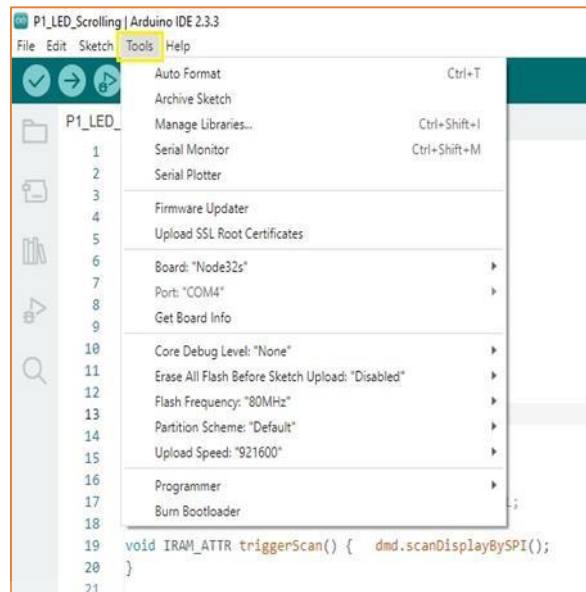 P1_LED_Scrolling | Arduino IDE 2.3.3
File Edit Sketch Tools Help
P1_LED_
Auto Format Ctrl+T
Archive Sketch
Manage Libraries... Ctrl+Shift+I
Serial Monitor Ctrl+Shift+M
Serial Plotter
Firmware Updater
Upload SSL Root Certificates
Board: "Node32s"
Port: "COM4"
Get Board Info
Core Debug Level: "None"
Erase All Flash Before Sketch Upload: "Disabled"
Flash Frequency: "80MHz"
Partition Scheme: "Default"
Upload Speed: "921600"
Programmer
Burn Bootloader
1
2
3
4
5
6
7
8
9
10
11
12
13
14
15
16
17 ;
18
19 void IRAM_ATTR triggerScan() { dmd.scanDisplayBySPI();
20 }
21